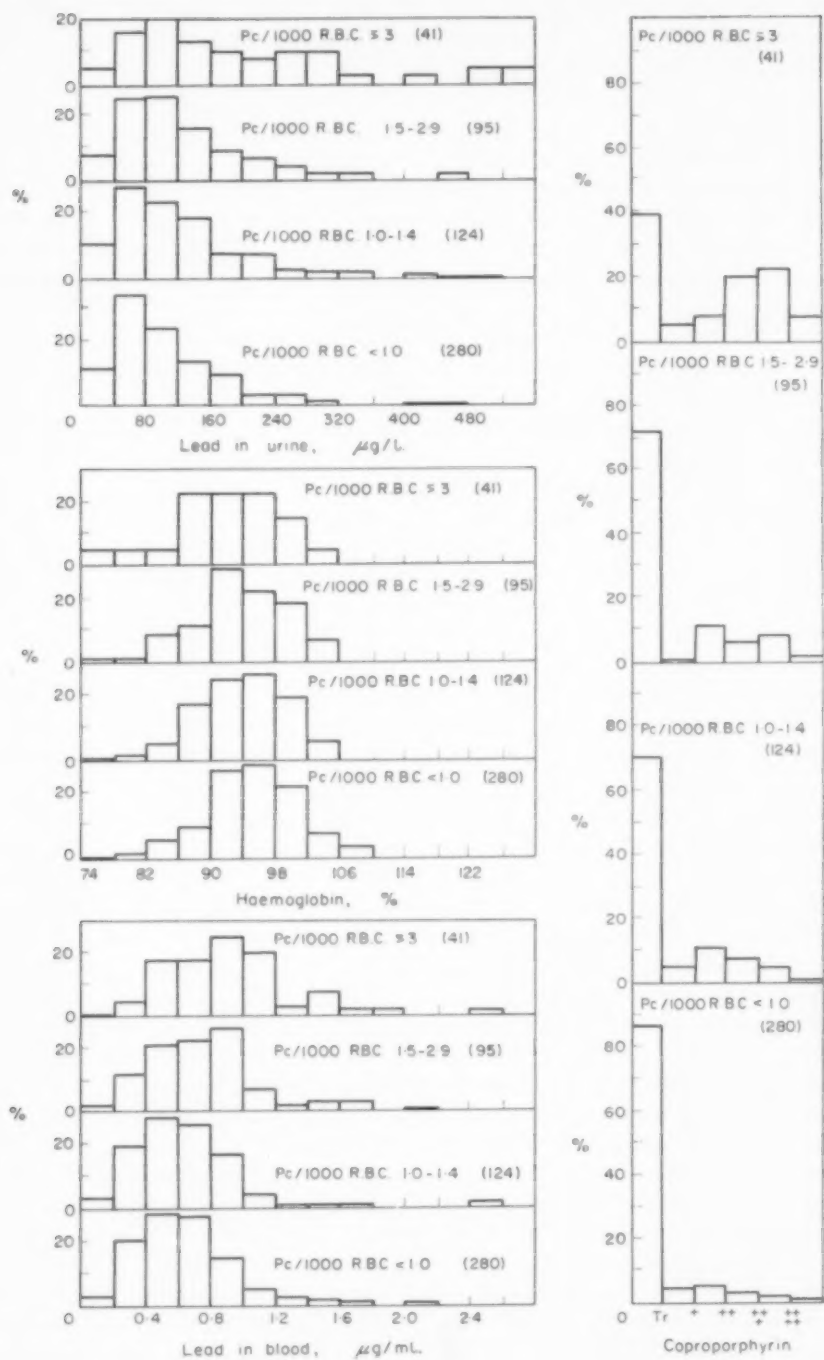 20
0
Pc/1000 R.B.C. ⩽ 3 (41)
20
0
Pc/1000 R.B.C. 1·5-2·9 (95)
%
20
0
Pc/1000 R.B.C. 1·0-1·4 (124)
20
Pc/1000 R.B.C. <1·0 (280)
0 80 160 240 320 400 480
Lead in urine, μg/L.
20
0
Pc/1000 R.B.C. ⩽ 3 (41)
20
0
Pc/1000 R.B.C. 1·5-2·9 (95)
%
20
0
Pc/1000 R.B.C. 1·0-1·4 (124)
20
0
Pc/1000 R.B.C. <1·0 (280)
74 82 90 98 106 114 122
Haemoglobin, %
20
0
Pc/1000 R.B.C. ⩽ 3 (41)
20
0
Pc/1000 RBC 1·5-2·9 (95)
%
20
0
Pc/1000 R.B.C. 1·0-1·4 (124)
20
0
Pc/1000 R.B.C. <1·0 (280)
0·4 0·8 1·2 1·6 2·0 2·4
Lead in blood, μg/mL.
Pc/1000 R.B.C ⩽ 3
(41)
80
60
%
40
20
0
Pc/1000 RBC 1·5-2·9
(95)
80
60
%
40
20
0
Pc/1000 RBC 1·0-1·4
(124)
80
60
%
40
20
0
Pc/1000 RBC <1·0
(280)
80
60
%
40
20
0
Tr + ++ ++ ++
+ ++
Coproporphyrin